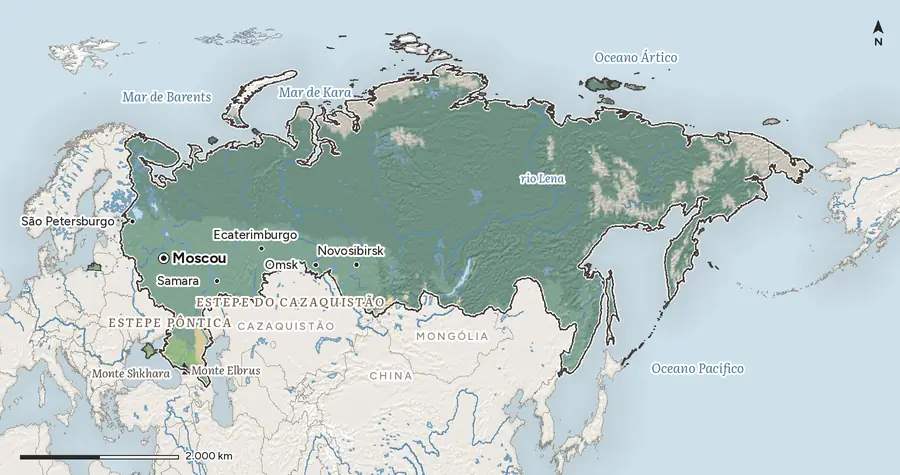 N
Oceano Ártico
Mar de Kara
Mar de Barents
rio Lena
São Petersburgo
Ecaterimburgo
Novosibirsk
Moscou
Omsk
Samara
ESTEPE DO CAZAQUISTÃO
ESTEPE PÔNTICA
CAZAQUISTÃO
MONGÓLIA
Monte Shkhara
Monte Elbrus
CHINA
Oceano Pacífico
2.000 km